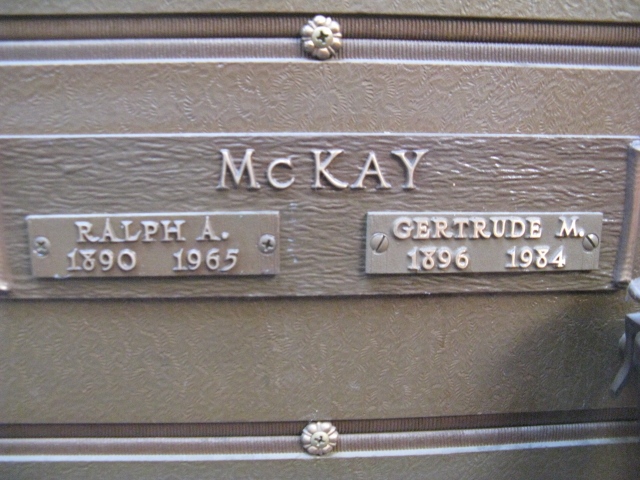 McKAY
RALPH A.
1890 1965
GERTRUDE M.
1896 1984